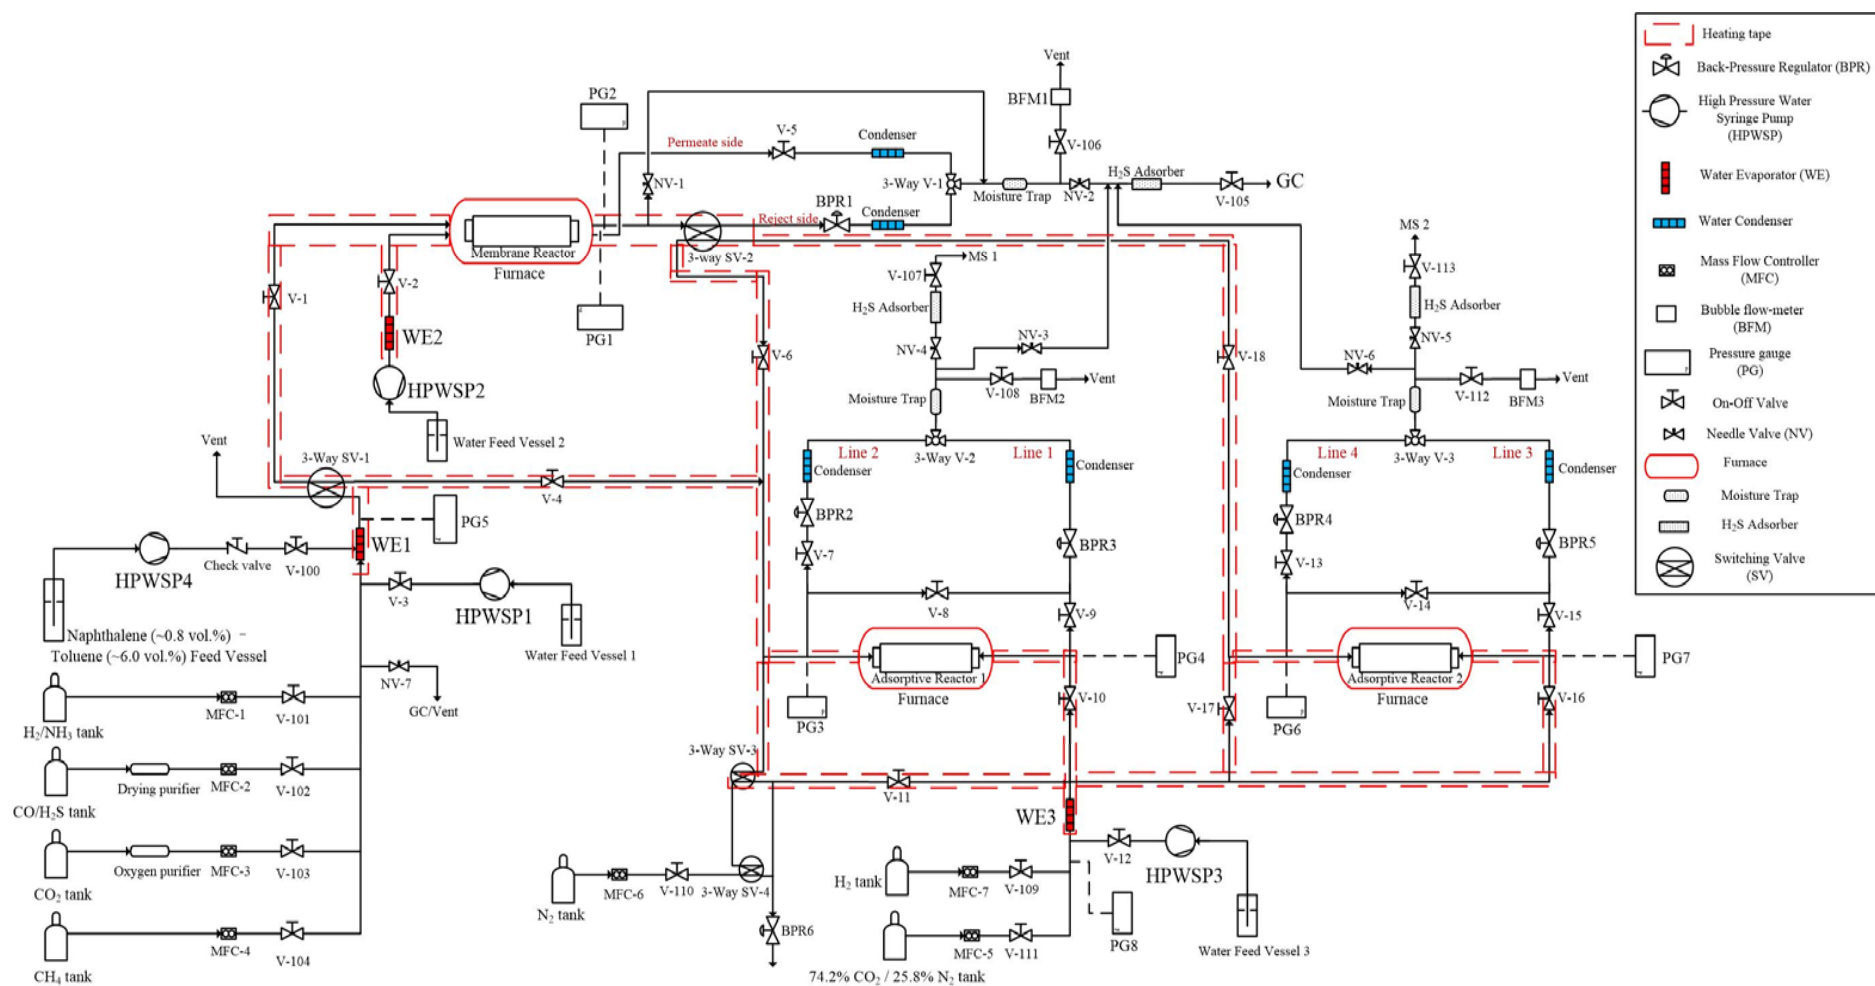 Vent
BFM1
V-106
PG2
V-5
Condenser
Permeate side
NV-1
3-Way V-1
Moisture Trap
NV-2
H₂S Adsorber
V-105
GC
BPR1
Condenser
Reject side
3-way SV-2
Membrane Reactor
Furnace
PG1
V-1
V-2
WE2
HPWSP2
Water Feed Vessel 2
MS 1
V-107
H₂S Adsorber
NV-4
NV-3
V-108
BFM2
Vent
Moisture Trap
V-6
V-18
MS 2
V-113
H₂S Adsorber
NV-5
NV-6
V-112
BFM3
Vent
Moisture Trap
Vent
3-Way SV-1
V-4
PG5
WE1
HPWSP4
Check valve
V-100
V-3
HPWSP1
Water Feed Vessel 1
Naphthalene (~0.8 vol.%) -
Toluene (~6.0 vol.%) Feed Vessel
NV-7
GC/Vent
H₂/NH₃ tank
MFC-1
V-101
CO/H₂S tank
Drying purifier
MFC-2
V-102
CO₂ tank
Oxygen purifier
MFC-3
V-103
CH₄ tank
MFC-4
V-104
Line 2
3-Way V-2
Line 1
Condenser
Condenser
BPR2
BPR3
V-7
V-8
V-9
Adsorptive Reactor 1
Furnace
PG3
PG4
V-10
Line 4
3-Way V-3
Line 3
Condenser
Condenser
BPR4
BPR5
V-13
V-14
V-15
Adsorptive Reactor 2
Furnace
PG6
PG7
V-16
V-17
3-Way SV-3
V-11
WE3
V-12
HPWSP3
Water Feed Vessel 3
N₂ tank
MFC-6
V-110
3-Way SV-4
BPR6
H₂ tank
MFC-7
V-109
MFC-5
V-111
PG8
74.2% CO₂ / 25.8% N₂ tank
Heating tape
Back-Pressure Regulator (BPR)
High Pressure Water
Syringe Pump
(HPWSP)
Water Evaporator (WE)
Water Condenser
Mass Flow Controller
(MFC)
Bubble flow-meter
(BFM)
Pressure gauge
(PG)
On-Off Valve
Needle Valve (NV)
Furnace
Moisture Trap
H₂S Adsorber
Switching Valve
(SV)